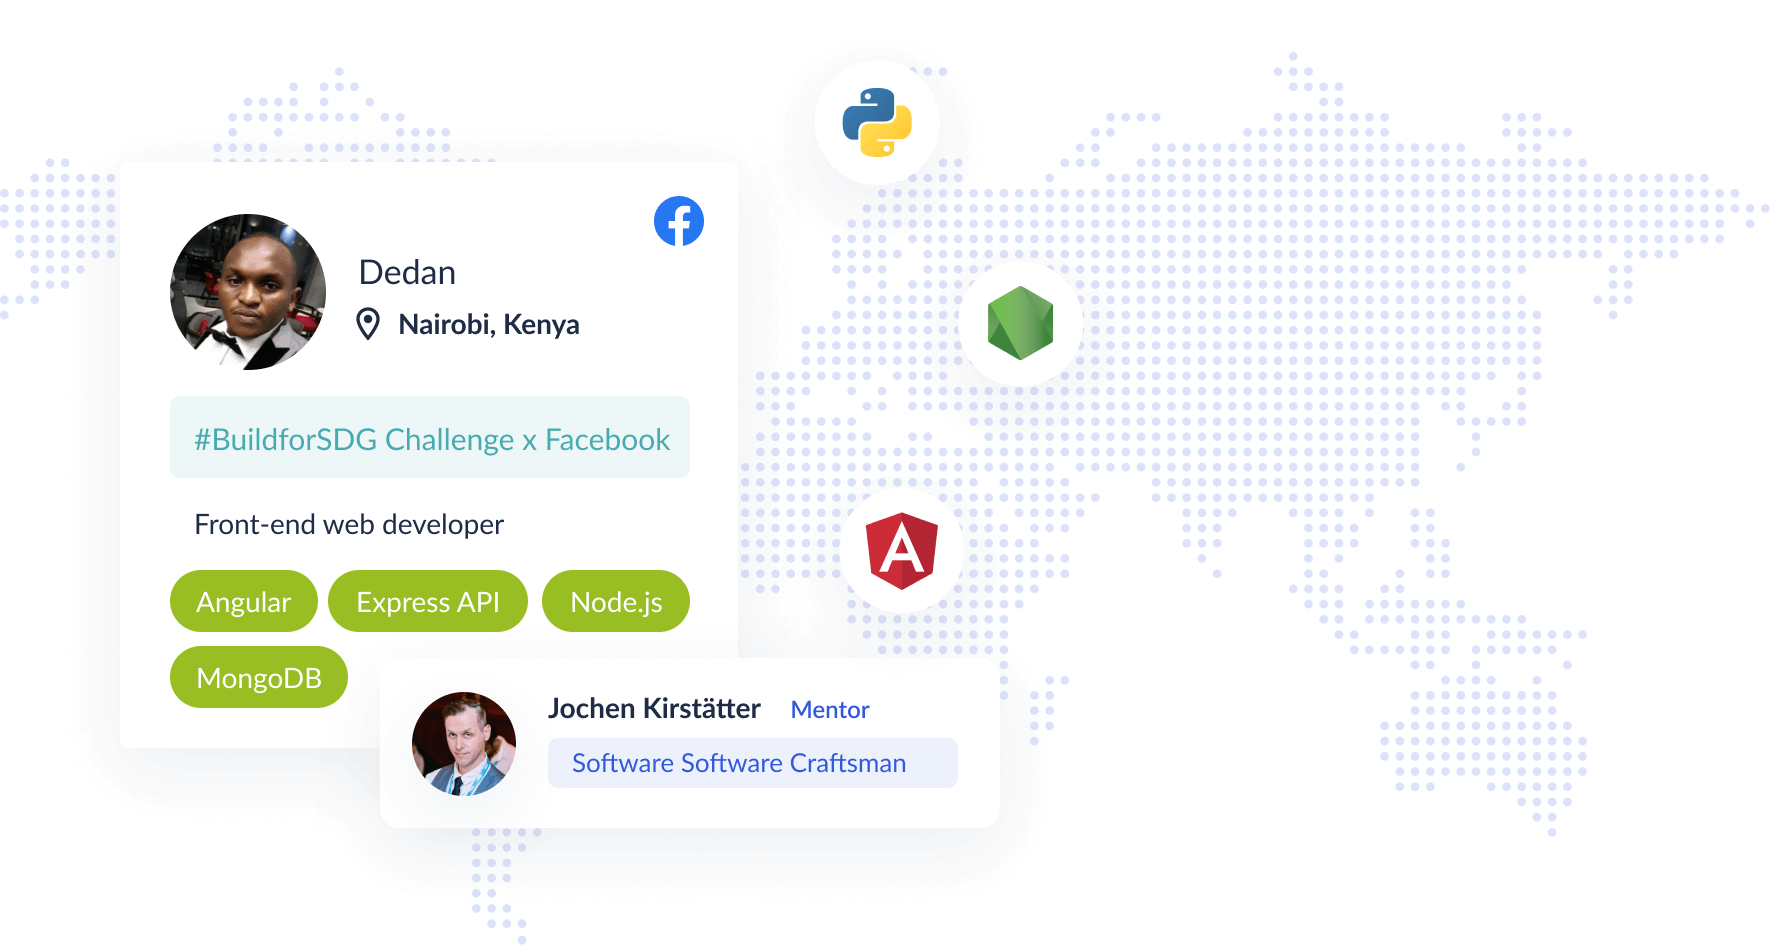 Dedan
Nairobi, Kenya
#BuildforSDG Challenge x Facebook
Front-end web developer
Angular
Express API
Node.js
MongoDB
Jochen Kirstätter
Mentor
Software Software Craftsman